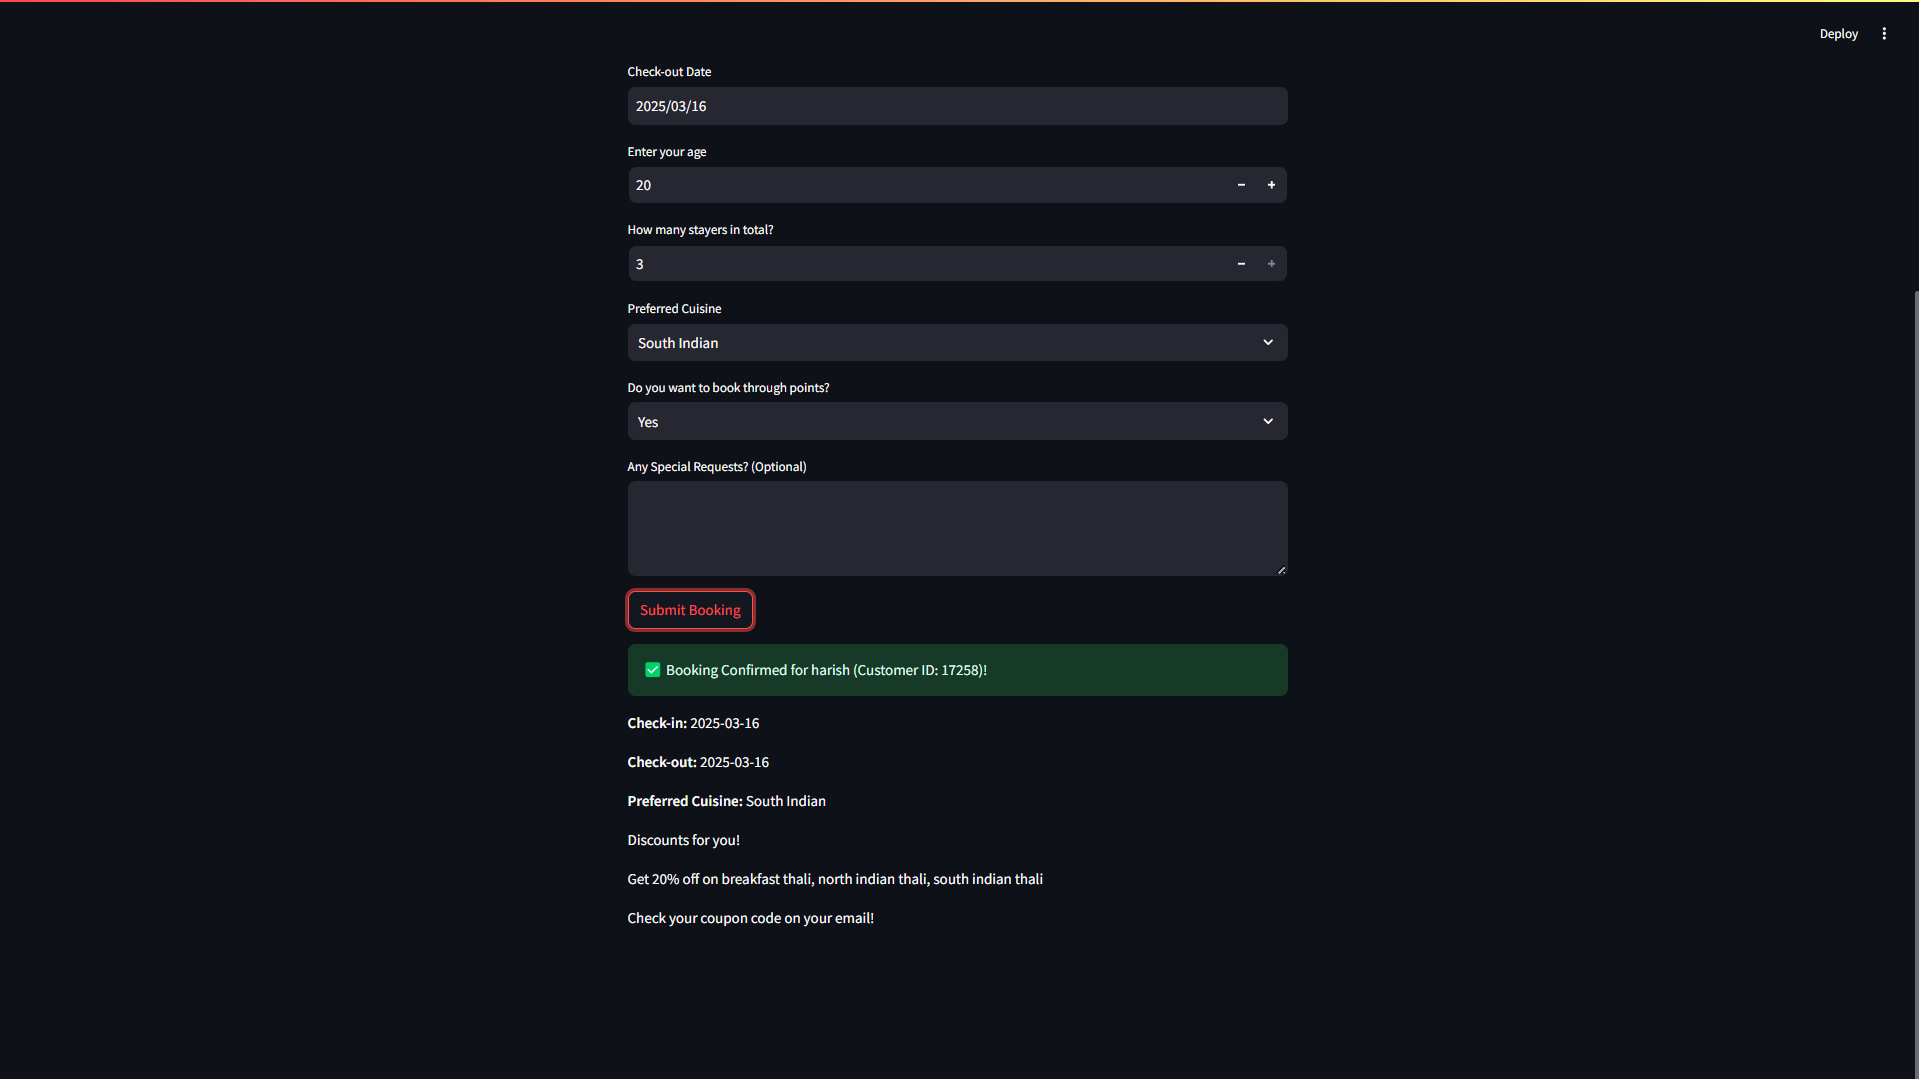 Deploy
Check-out Date
2025/03/16
Enter your age
20
How many stayers in total?
3
Preferred Cuisine
South Indian
Do you want to book through points?
Yes
Any Special Requests? (Optional)
Submit Booking
✅ Booking Confirmed for harish (Customer ID: 17258)!
Check-in: 2025-03-16
Check-out: 2025-03-16
Preferred Cuisine: South Indian
Discounts for you!
Get 20% off on breakfast thali, north indian thali, south indian thali
Check your coupon code on your email!